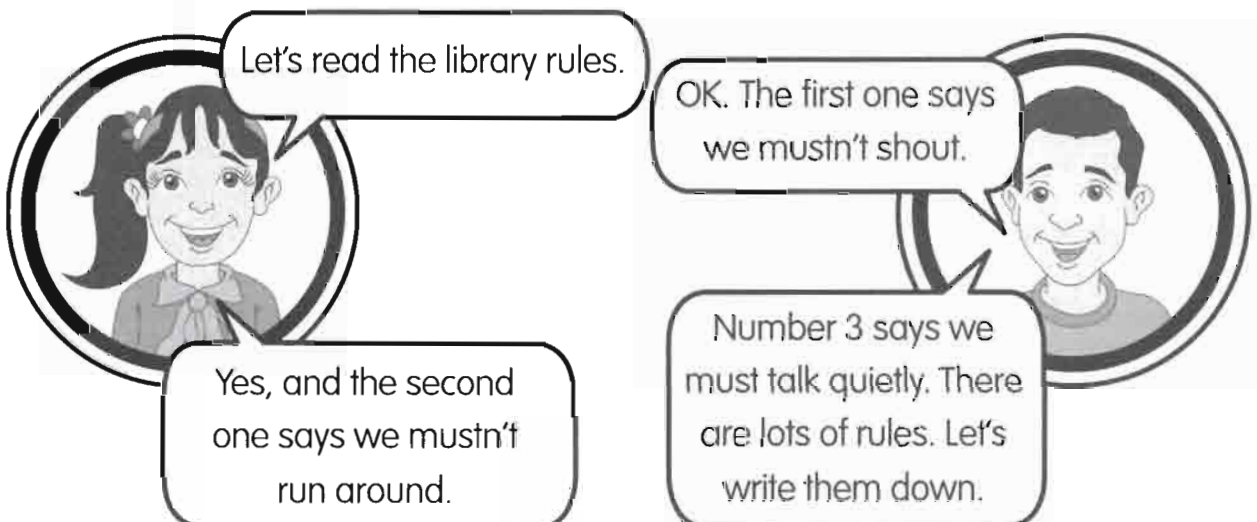 Let's read the library rules.
OK. The first one says
we mustn't shout.
Yes, and the second
one says we mustn't
run around.
Number 3 says we
must talk quietly. There
are lots of rules. Let's
write them down.